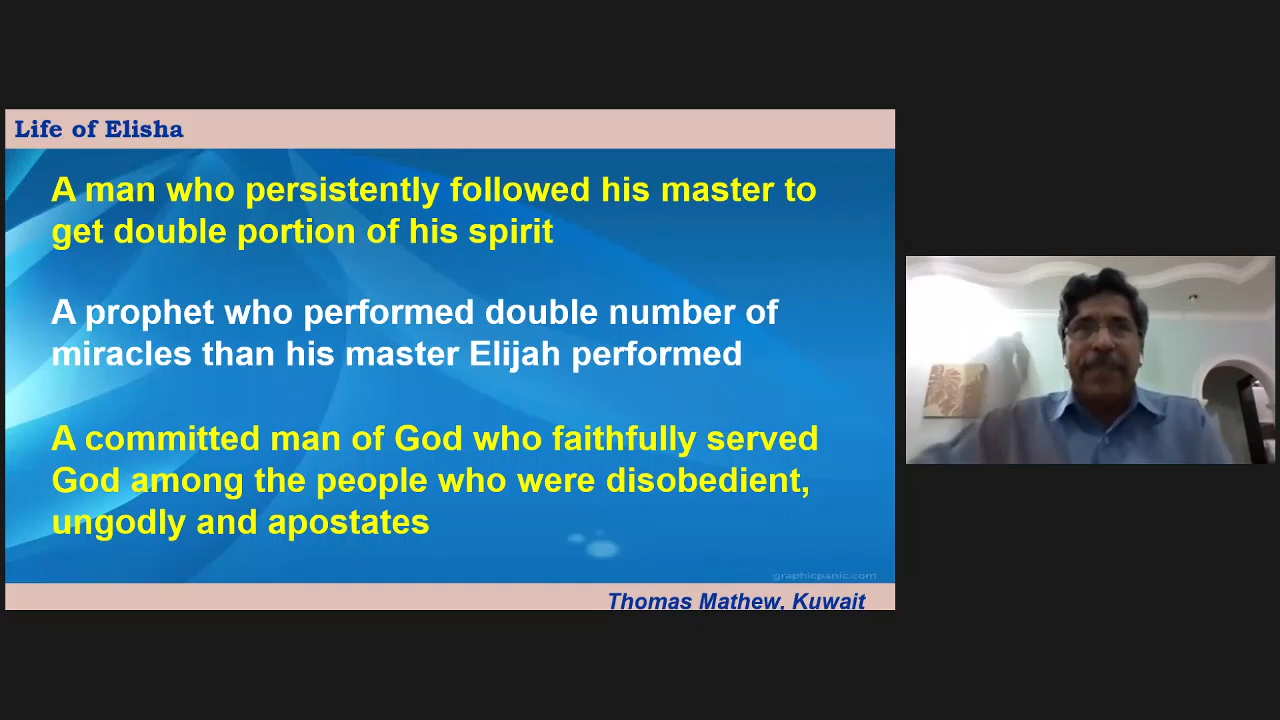 Life of Elisha
A man who persistently followed his master to
get double portion of his spirit
A prophet who performed double number of
miracles than his master Elijah performed
A committed man of God who faithfully served
God among the people who were disobedient,
ungodly and apostates
graphicpanic.com
Thomas Mathew, Kuwait